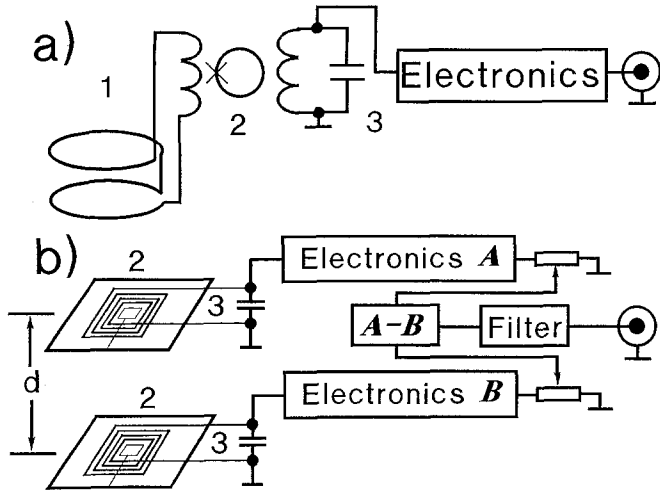 a)
1
2
3
Electronics
b)
2
3
Electronics A
A-B
Filter
d
2
3
Electronics B